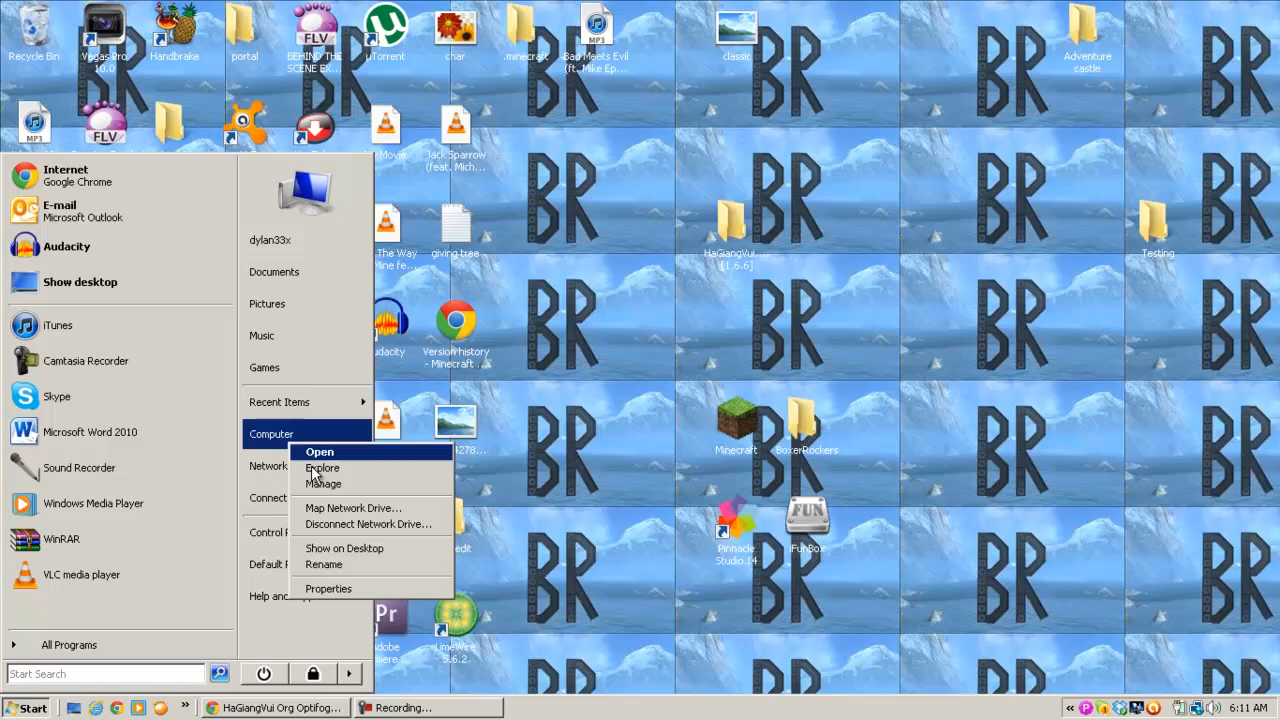 Recycle Bin
Vegas Pro
10.0
Handbrake
portal
FLV
BEHIND THE
SCENE EX...
uTorrent
char
.minecraft
MP3
Bad Meets Evil
(ft. Mike Ep...
classic
Adventure
castle
MP3
FLV
Movie
Jack Sparrow
(feat. Mich...
The Way
Mine fe...
giving tree
HaGiangVui....
[1.6.6]
Testing
Version history
- Minecraft ...
Minecraft
BoxerRockers
Pinnacle
Studio 14
FUN
iFunBox
Pr
LimeWire
5.6.2
BR
Internet
Google Chrome
E-mail
Microsoft Outlook
Audacity
Show desktop
iTunes
Camtasia Recorder
Skype
Microsoft Word 2010
Sound Recorder
Windows Media Player
WinRAR
VLC media player
All Programs
Start Search
dylan33x
Documents
Pictures
Music
Games
Recent Items
Computer
Network
Connect
Control P
Default P
Help and
Open
Explore
Manage
Map Network Drive...
Disconnect Network Drive...
Show on Desktop
Rename
Properties
Start
HaGiangVui Org Optifog...
Recording...
6:11 AM